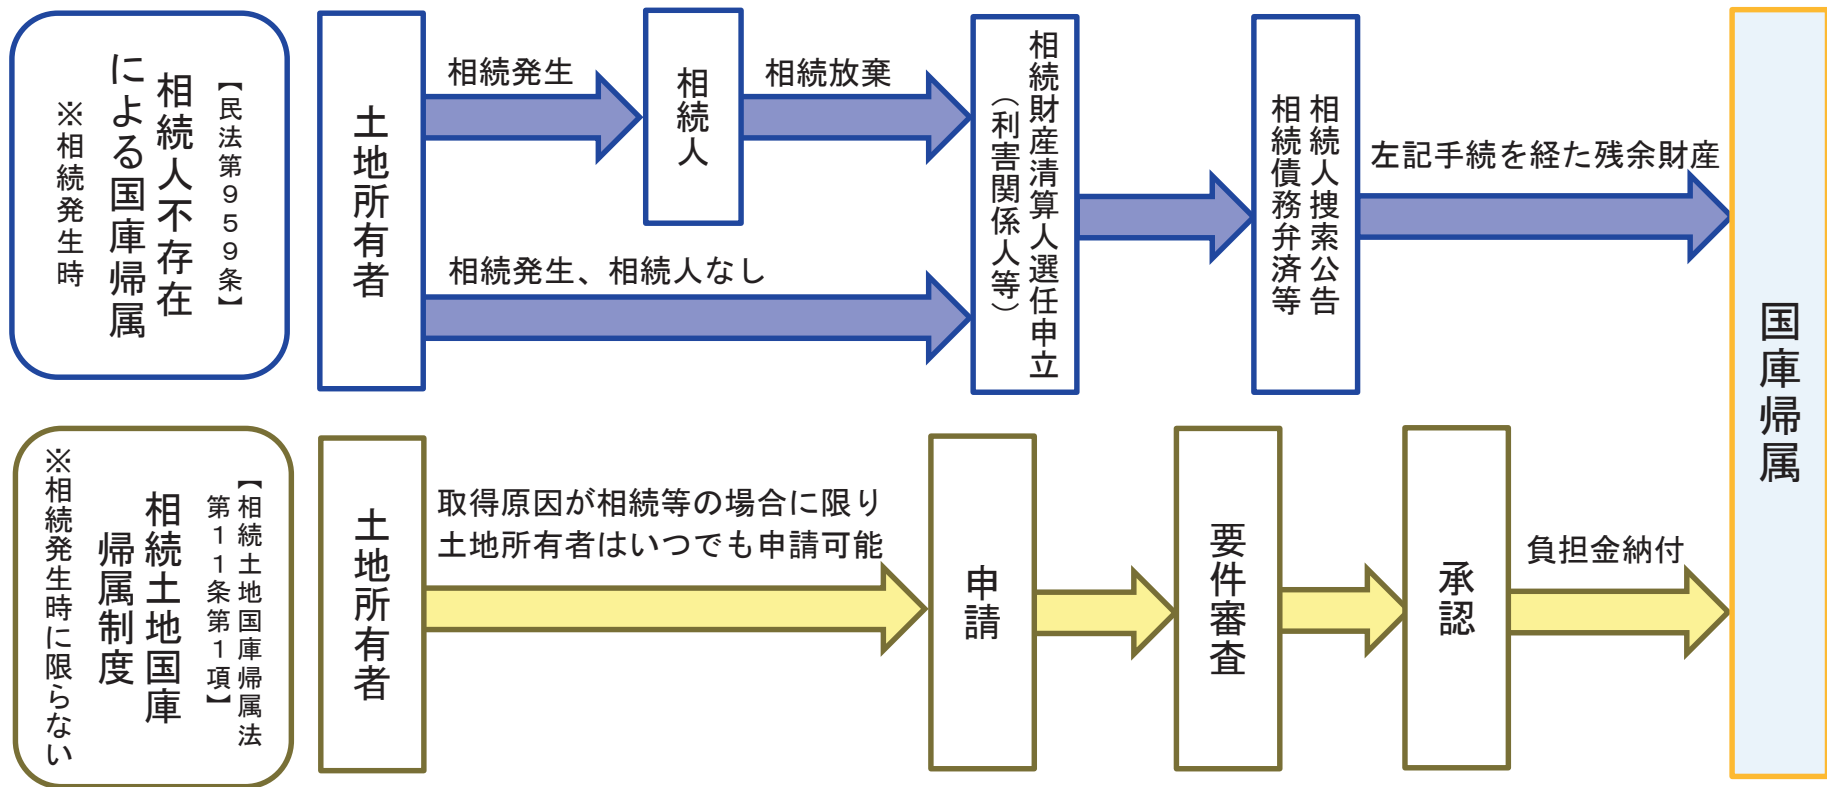 【民法第９５９条】
相続人不存在
による国庫帰属
※相続発生時
土地所有者
相続発生
相続人
相続放棄
相続発生、相続人なし
相続財産清算人選任申立
（利害関係人等）
相続人捜索公告
相続債務弁済等
左記手続を経た残余財産
国庫帰属
【相続土地国庫帰属法
第１１条第１項】
相続土地国庫
帰属制度
※相続発生時に限らない
土地所有者
取得原因が相続等の場合に限り
土地所有者はいつでも申請可能
申請
要件審査
承認
負担金納付